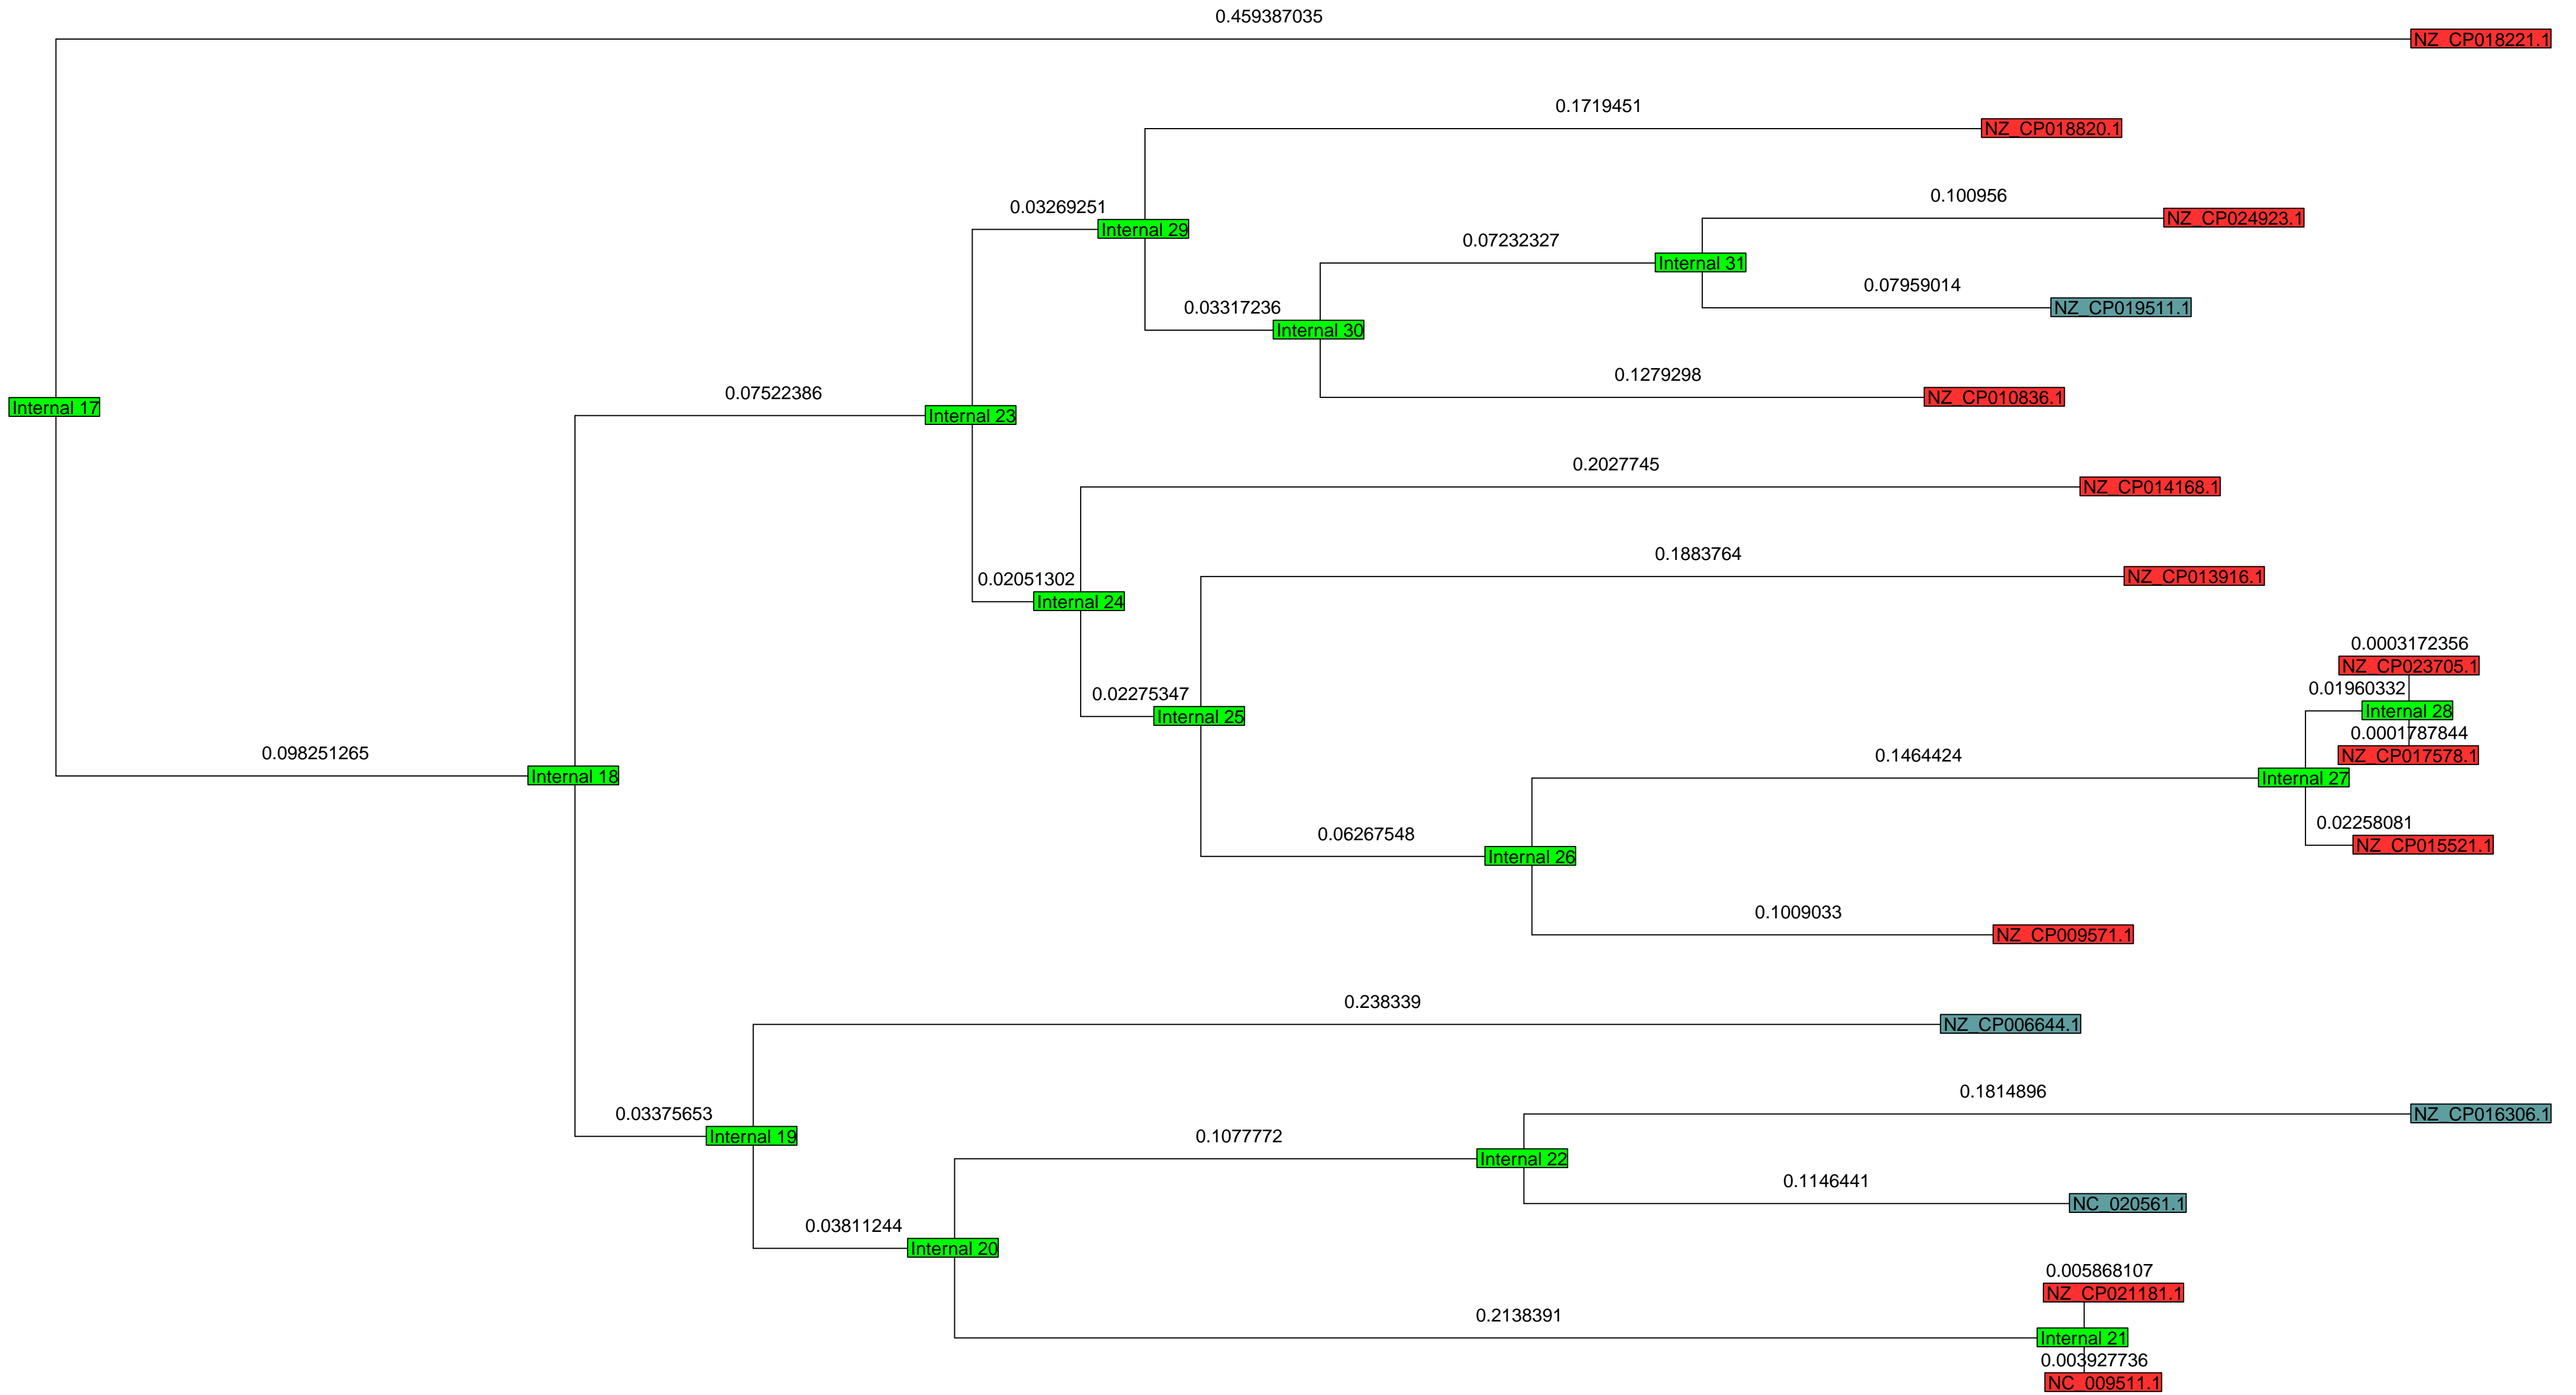 0.459387035
NZ_CP018221.1
0.1719451
NZ_CP018820.1
0.100956
0.03269251
NZ_CP024923.1
Internal 29
0.07232327
Internal 31
0.07959014
0.03317236
NZ_CP019511.1
Internal 30
0.1279298
0.07522386
NZ_CP010836.1
Internal 17
Internal 23
0.2027745
NZ_CP014168.1
0.1883764
0.02051302
NZ_CP013916.1
Internal 24
0.0003172356
NZ_CP023705.1
0.01960332
0.02275347
Internal 28
Internal 25
0.0001787844
0.098251265
0.1464424
NZ_CP017578.1
Internal 18
Internal 27
0.02258081
0.06267548
NZ_CP015521.1
Internal 26
0.1009033
NZ_CP009571.1
0.238339
NZ_CP006644.1
0.1814896
0.03375653
NZ_CP016306.1
Internal 19
0.1077772
Internal 22
0.1146441
NC_020561.1
0.03811244
Internal 20
0.005868107
NZ_CP021181.1
0.2138391
Internal 21
0.003927736
NC_009511.1